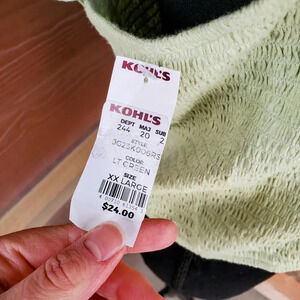 KOHL'S
KOHL'S
DEPT MAJ SUB
244 20 2
STYLE
COLOR
LT GREEN
SIZE
XX LARGE
$24.00